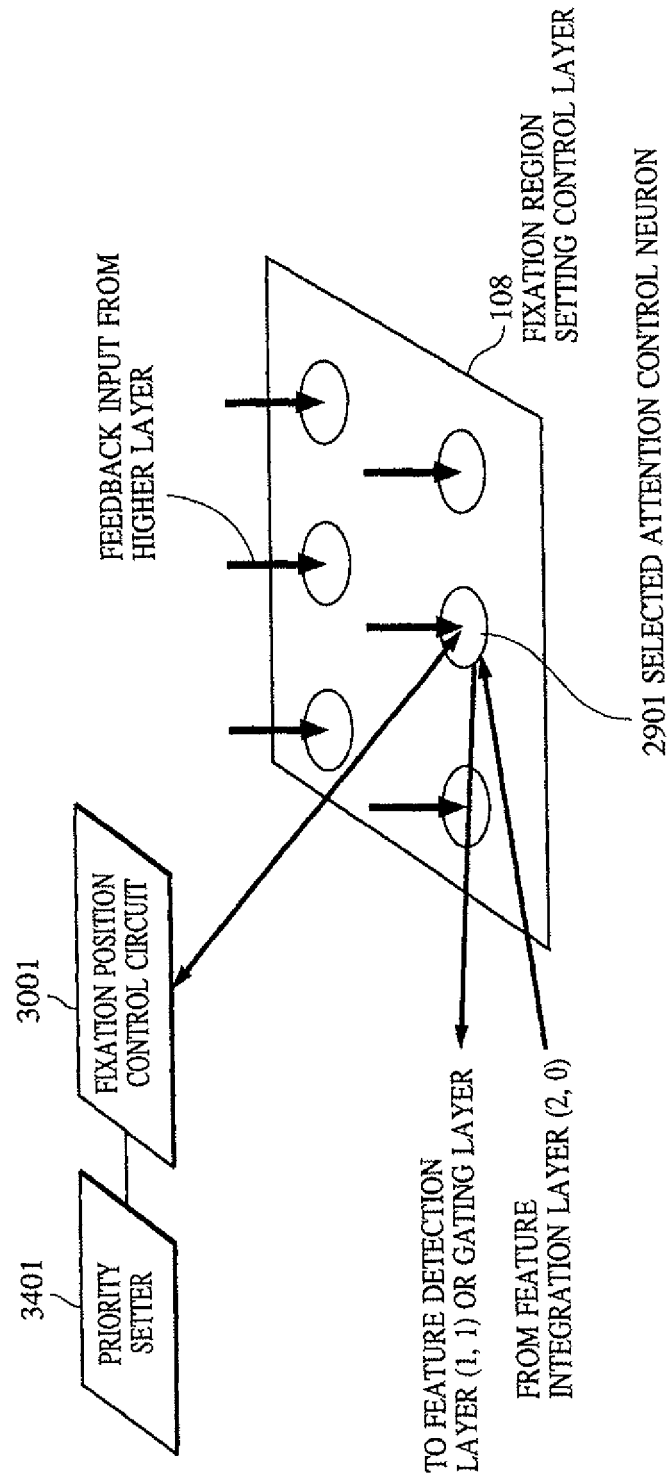 3401
PRIORITY
SETTER
3001
FIXATION POSITION
CONTROL CIRCUIT
FEEDBACK INPUT FROM
HIGHER LAYER
108
FIXATION REGION
SETTING CONTROL LAYER
2901 SELECTED ATTENTION CONTROL NEURON
TO FEATURE DETECTION
LAYER (1, 1) OR GATING LAYER
FROM FEATURE
INTEGRATION LAYER (2, 0)